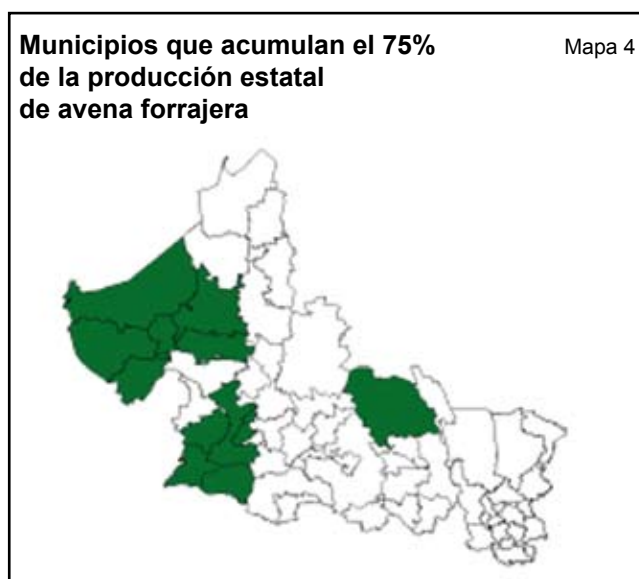 Municipios que acumulan el 75%
de la producción estatal
de avena forrajera
Mapa 4